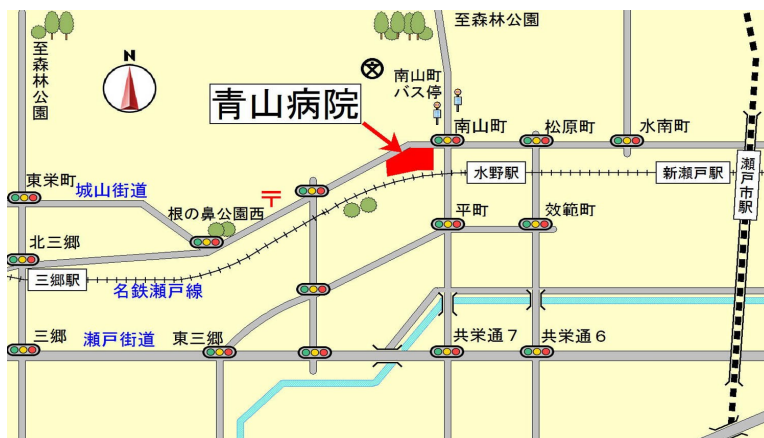 至森林公園
至森林公園
N
南山町
バス停
青山病院
南山町
松原町
水南町
東栄町
城山街道
〒
水野駅
新瀬戸駅
瀬戸市駅
根の鼻公園西
平町
効範町
北三郷
三郷駅
名鉄瀬戸線
三郷
瀬戸街道
東三郷
共栄通7
共栄通6